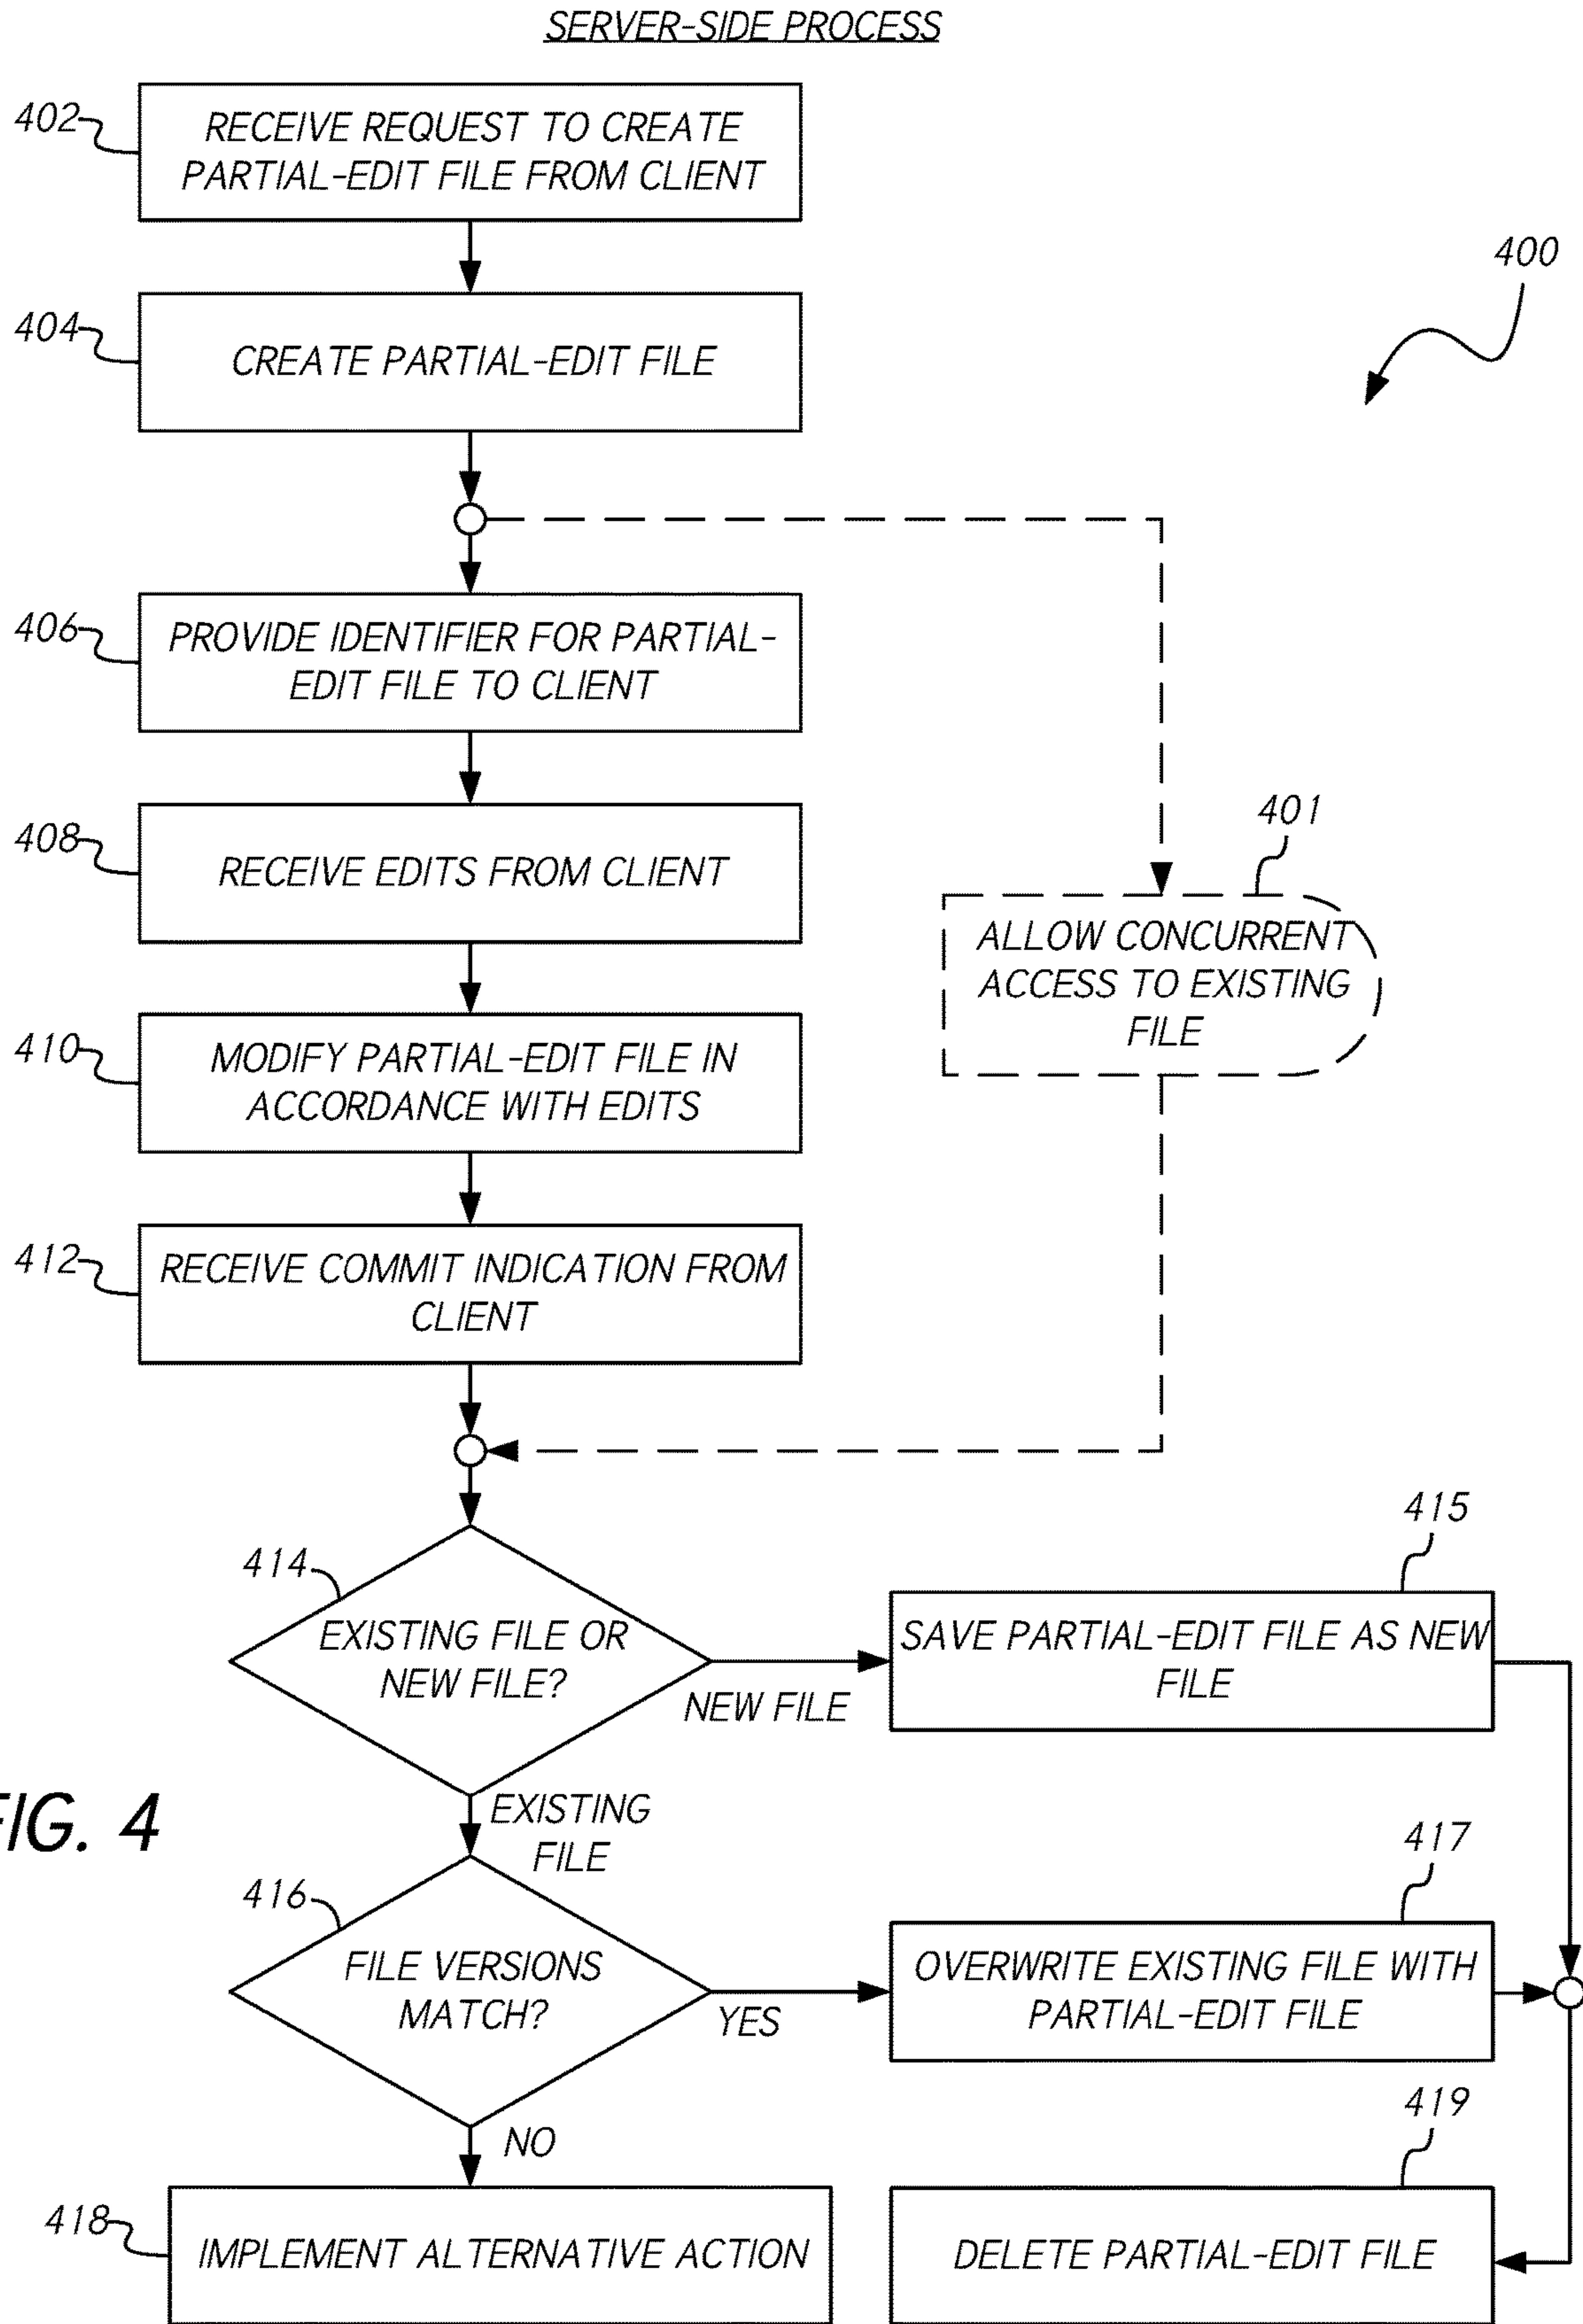 SERVER-SIDE PROCESS
402
RECEIVE REQUEST TO CREATE
PARTIAL-EDIT FILE FROM CLIENT
400
404
CREATE PARTIAL-EDIT FILE
406
PROVIDE IDENTIFIER FOR PARTIAL-
EDIT FILE TO CLIENT
408
RECEIVE EDITS FROM CLIENT
401
ALLOW CONCURRENT
ACCESS TO EXISTING
FILE
410
MODIFY PARTIAL-EDIT FILE IN
ACCORDANCE WITH EDITS
412
RECEIVE COMMIT INDICATION FROM
CLIENT
414
EXISTING FILE OR
NEW FILE?
NEW FILE
415
SAVE PARTIAL-EDIT FILE AS NEW
FILE
EXISTING
FILE
FIG. 4
416
FILE VERSIONS
MATCH?
YES
417
OVERWRITE EXISTING FILE WITH
PARTIAL-EDIT FILE
NO
418
IMPLEMENT ALTERNATIVE ACTION
419
DELETE PARTIAL-EDIT FILE